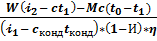 W(i₂-ct₁)-Mc(t₀-t₁)
(i₁-c_конд t_конд)*(1-И)*η